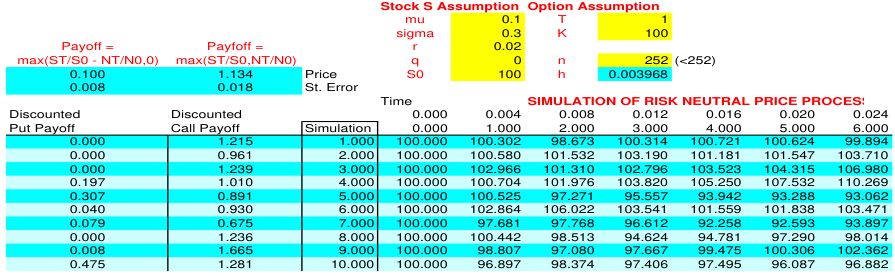 Stock S Assumption Option Assumption
mu 0.1 T 1
sigma 0.3 K 100
Payoff = Payfoff = r 0.02
max(ST/S0 - NT/N0,0) max(ST/S0,NT/N0) q 0 n 252 (<252)
0.100 1.134 Price S0 100 h 0.003968
0.008 0.018 St. Error
Time SIMULATION OF RISK NEUTRAL PRICE PROCES
Discounted Discounted 0.000 0.004 0.008 0.012 0.016 0.020 0.024
Put Payoff Call Payoff Simulation 0.000 1.000 2.000 3.000 4.000 5.000 6.000
0.000 1.215 1.000 100.000 100.302 98.673 100.314 100.721 100.624 99.894
0.000 0.961 2.000 100.000 100.580 101.532 103.190 101.181 101.547 103.710
0.000 1.239 3.000 100.000 102.966 101.310 102.796 103.523 104.315 106.980
0.197 1.010 4.000 100.000 100.704 101.976 103.820 105.250 107.532 110.269
0.307 0.891 5.000 100.000 100.525 97.271 95.557 93.942 93.288 93.062
0.040 0.930 6.000 100.000 102.864 106.022 103.541 101.559 101.838 103.471
0.079 0.675 7.000 100.000 97.681 97.768 96.612 92.258 92.593 93.897
0.000 1.236 8.000 100.000 100.442 98.513 94.624 94.781 97.290 98.014
0.008 1.665 9.000 100.000 98.807 97.080 97.667 99.475 100.306 102.362
0.475 1.281 10.000 100.000 96.897 98.374 97.406 97.495 96.087 96.882